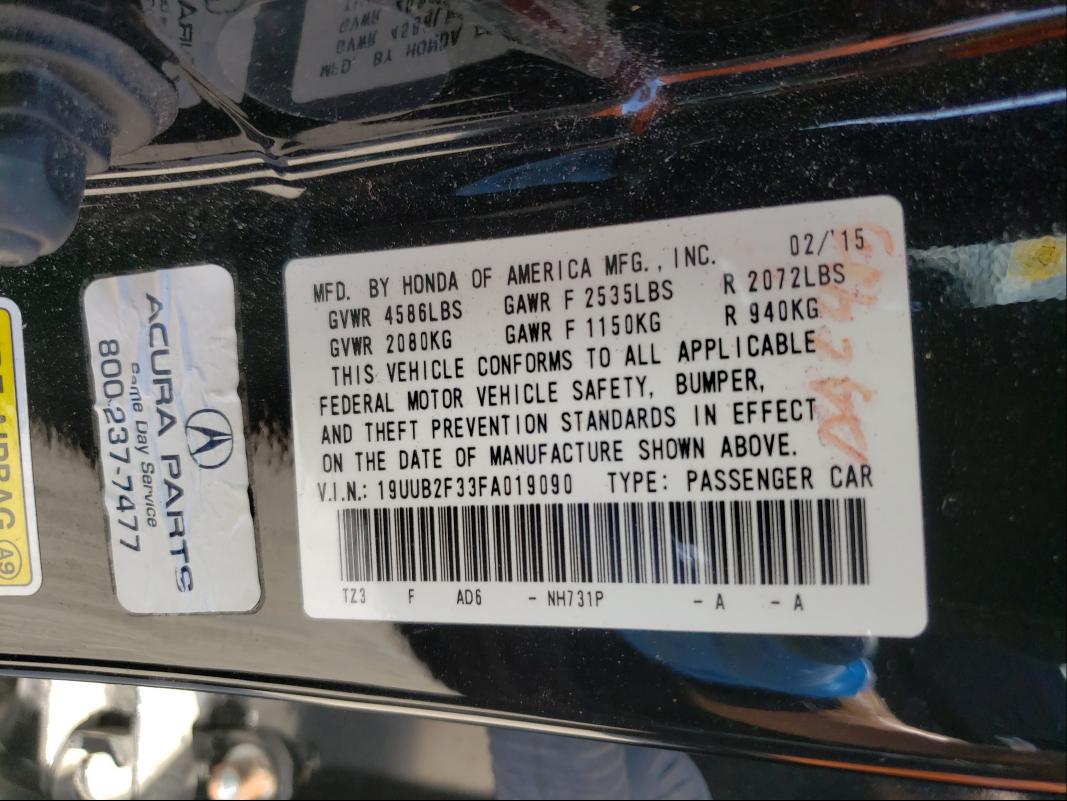 MFD. BY HONDA OF AMERICA MFG., INC. 02/'15
GVWR 4586LBS GAWR F 2535LBS R 2072LBS
GVWR 2080KG GAWR F 1150KG R 940KG
THIS VEHICLE CONFORMS TO ALL APPLICABLE
FEDERAL MOTOR VEHICLE SAFETY, BUMPER,
AND THEFT PREVENTION STANDARDS IN EFFECT
ON THE DATE OF MANUFACTURE SHOWN ABOVE.
V.I.N.: 19UUB2F33FA019090 TYPE: PASSENGER CAR
TZ3 F AD6 - NH731P - A - A
ACURA PARTS
Same Day Service
800-237-7477
AIRBAG A9